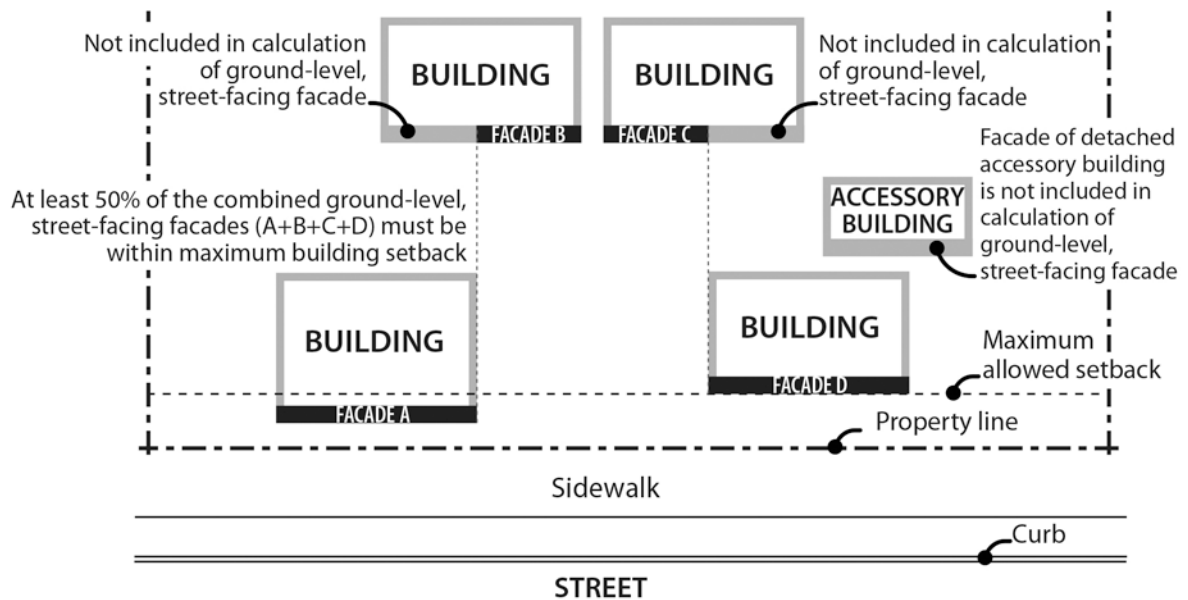 Not included in calculation
of ground-level,
street-facing facade
BUILDING
FACADE B
BUILDING
FACADE C
Not included in calculation
of ground-level,
street-facing facade
Facade of detached
accessory building
is not included in
calculation of
ground-level,
street-facing facade
ACCESSORY
BUILDING
At least 50% of the combined ground-level,
street-facing facades (A+B+C+D) must be
within maximum building setback
BUILDING
FACADE A
BUILDING
FACADE D
Maximum
allowed setback
Property line
Sidewalk
Curb
STREET